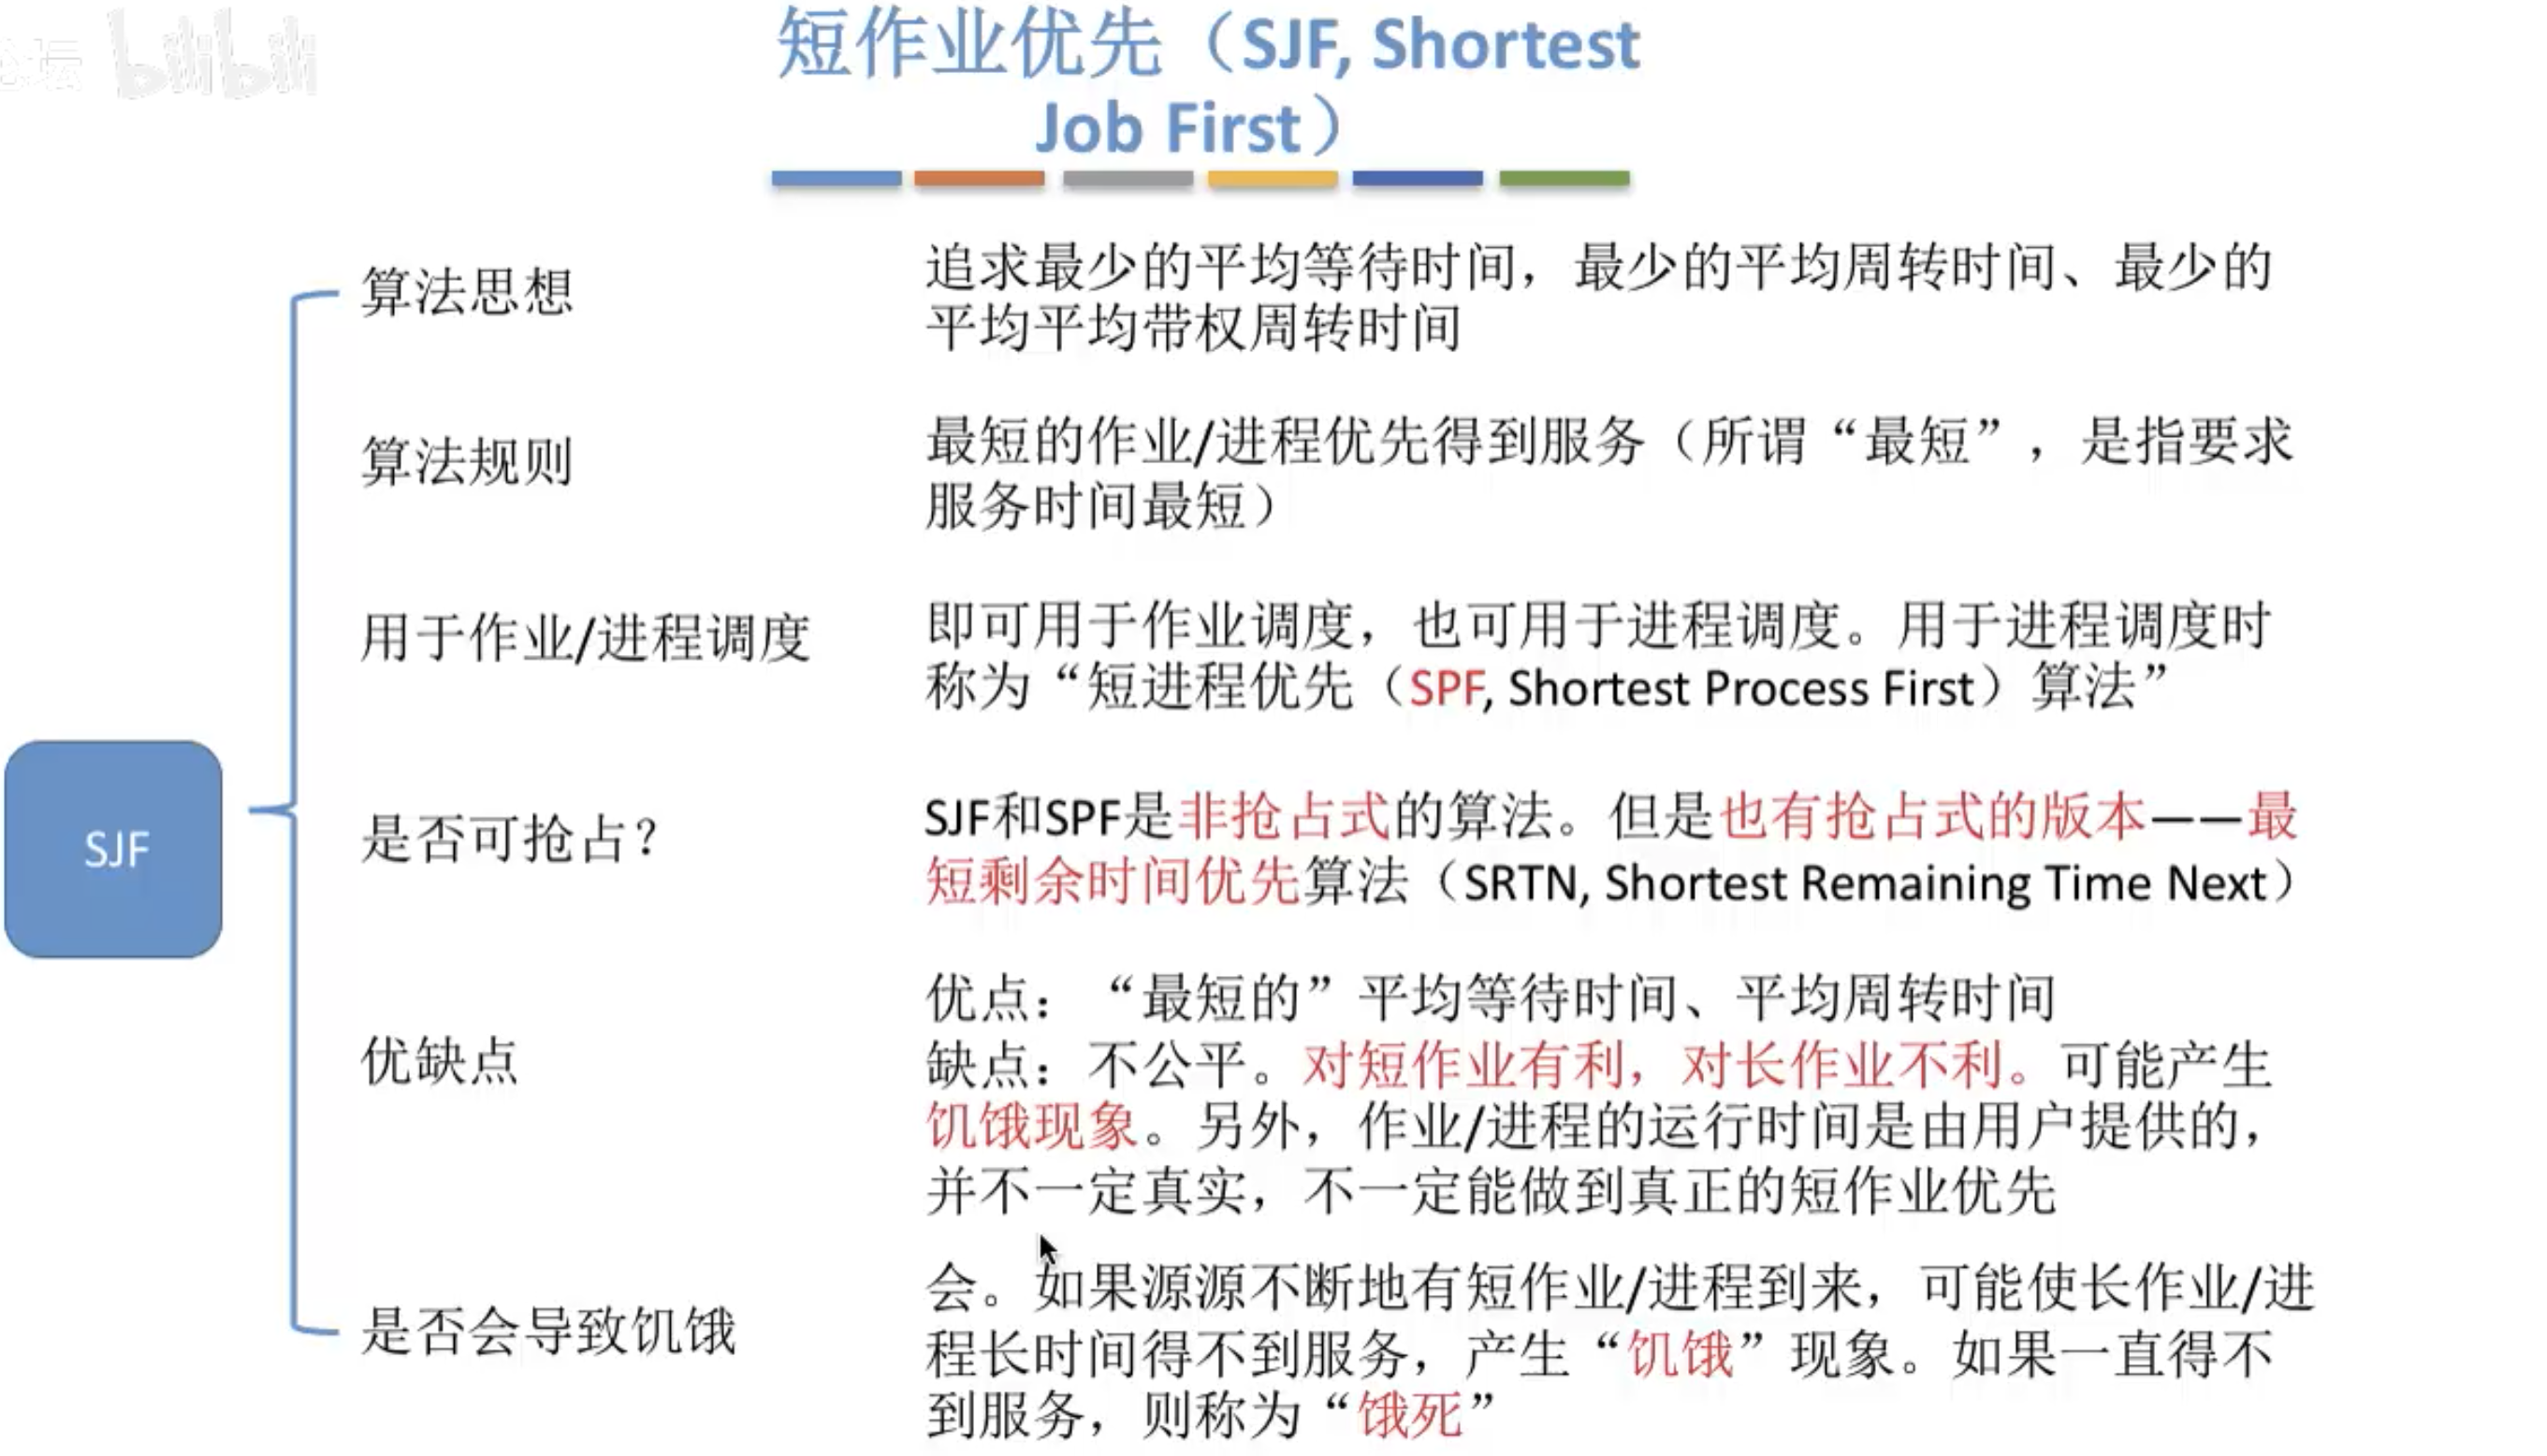 坛 bilibili
短作业优先（SJF, Shortest
Job First）
算法思想
追求最少的平均等待时间，最少的平均周转时间、最少的
平均平均带权周转时间
算法规则
最短的作业/进程优先得到服务（所谓“最短”，是指要求
服务时间最短）
用于作业/进程调度
即可用于作业调度，也可用于进程调度。用于进程调度时
称为“短进程优先（SPF, Shortest Process First）算法”
SJF
是否可抢占？
SJF和SPF是非抢占式的算法。但是也有抢占式的版本——最
短剩余时间优先算法（SRTN, Shortest Remaining Time Next）
优缺点
优点：“最短的”平均等待时间、平均周转时间
缺点：不公平。对短作业有利，对长作业不利。可能产生
饥饿现象。另外，作业/进程的运行时间是由用户提供的，
并不一定真实，不一定能做到真正的短作业优先
是否会导致饥饿
会。如果源源不断地有短作业/进程到来，可能使长作业/进
程长时间得不到服务，产生“饥饿”现象。如果一直得不
到服务，则称为“饿死”